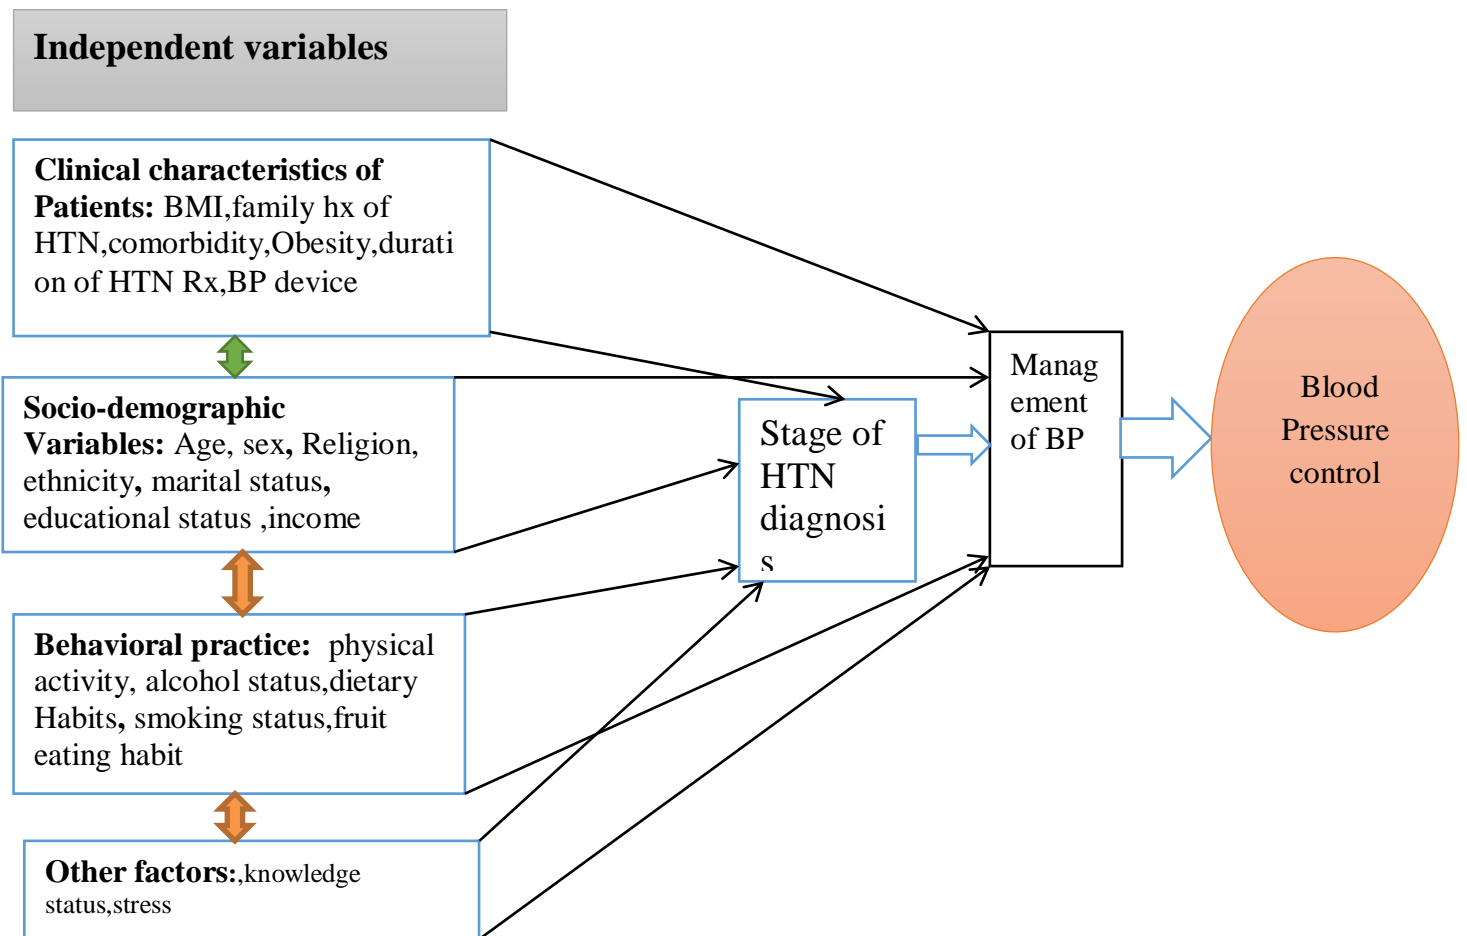 Independent variables
Clinical characteristics of
Patients: BMI,family hx of
HTN,comorbidity,Obesity,durati
on of HTN Rx,BP device
Socio-demographic
Variables: Age, sex, Religion,
ethnicity, marital status,
educational status ,income
Behavioral practice:  physical
activity, alcohol status,dietary
Habits, smoking status,fruit
eating habit
Other factors:,knowledge
status,stress
Stage of
HTN
diagnosi
s
Manag
ement
of BP
Blood
Pressure
control